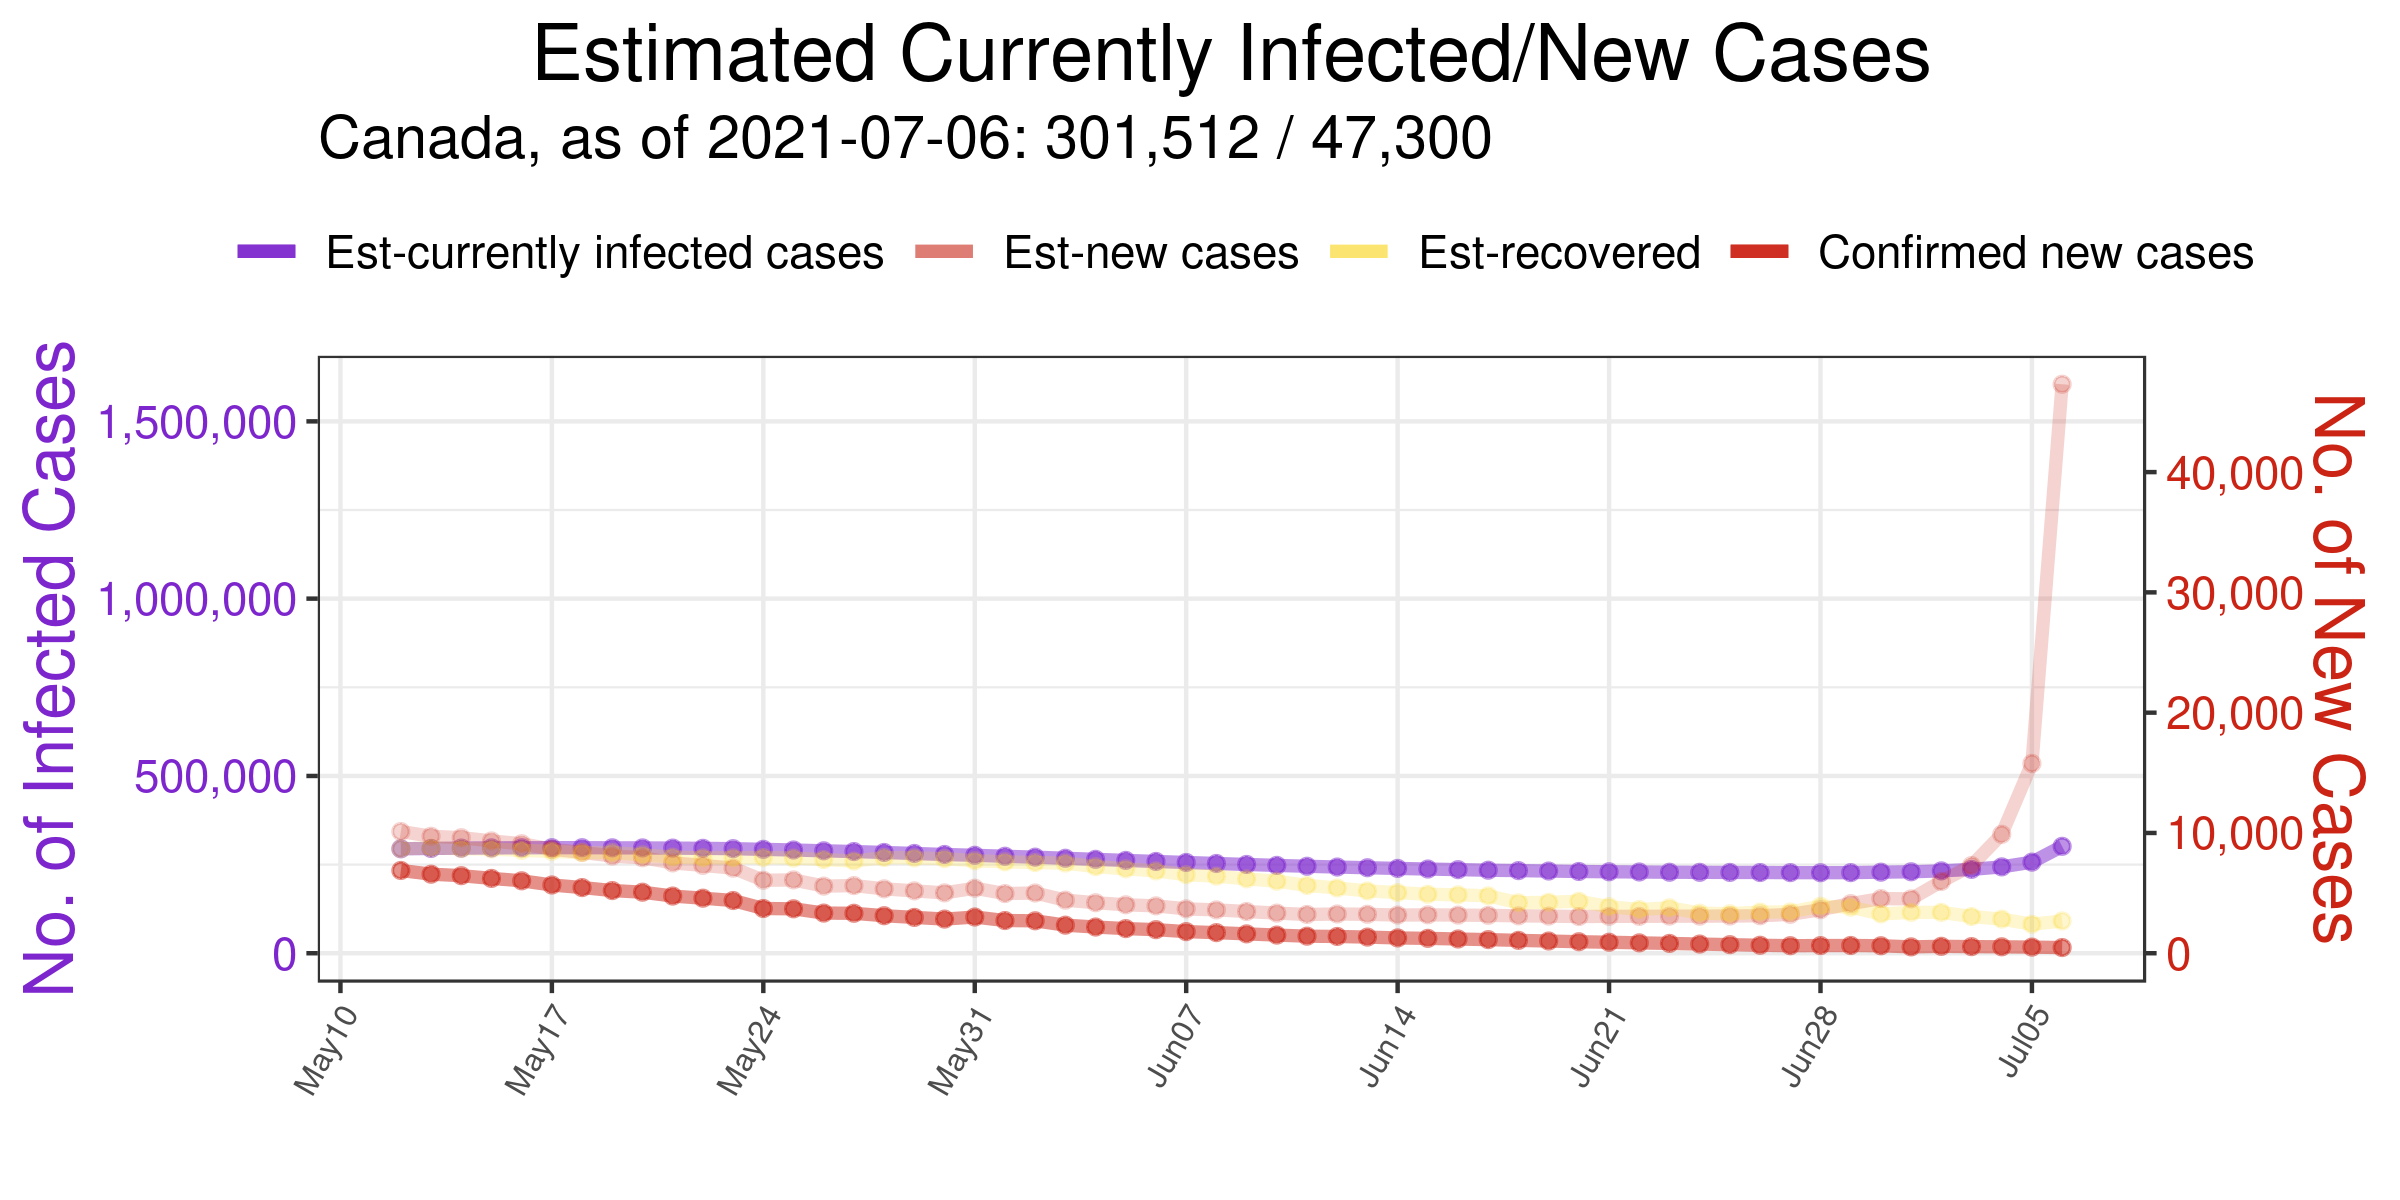 Estimated Currently Infected/New Cases
Canada, as of 2021-07-06: 301,512 / 47,300
Est-currently infected cases Est-new cases Est-recovered Confirmed new cases
No. of Infected Cases
1,500,000
1,000,000
500,000
0
40,000
30,000
20,000
10,000
0
No. of New Cases
May10 May17 May24 May31 Jun07 Jun14 Jun21 Jun28 Jul05